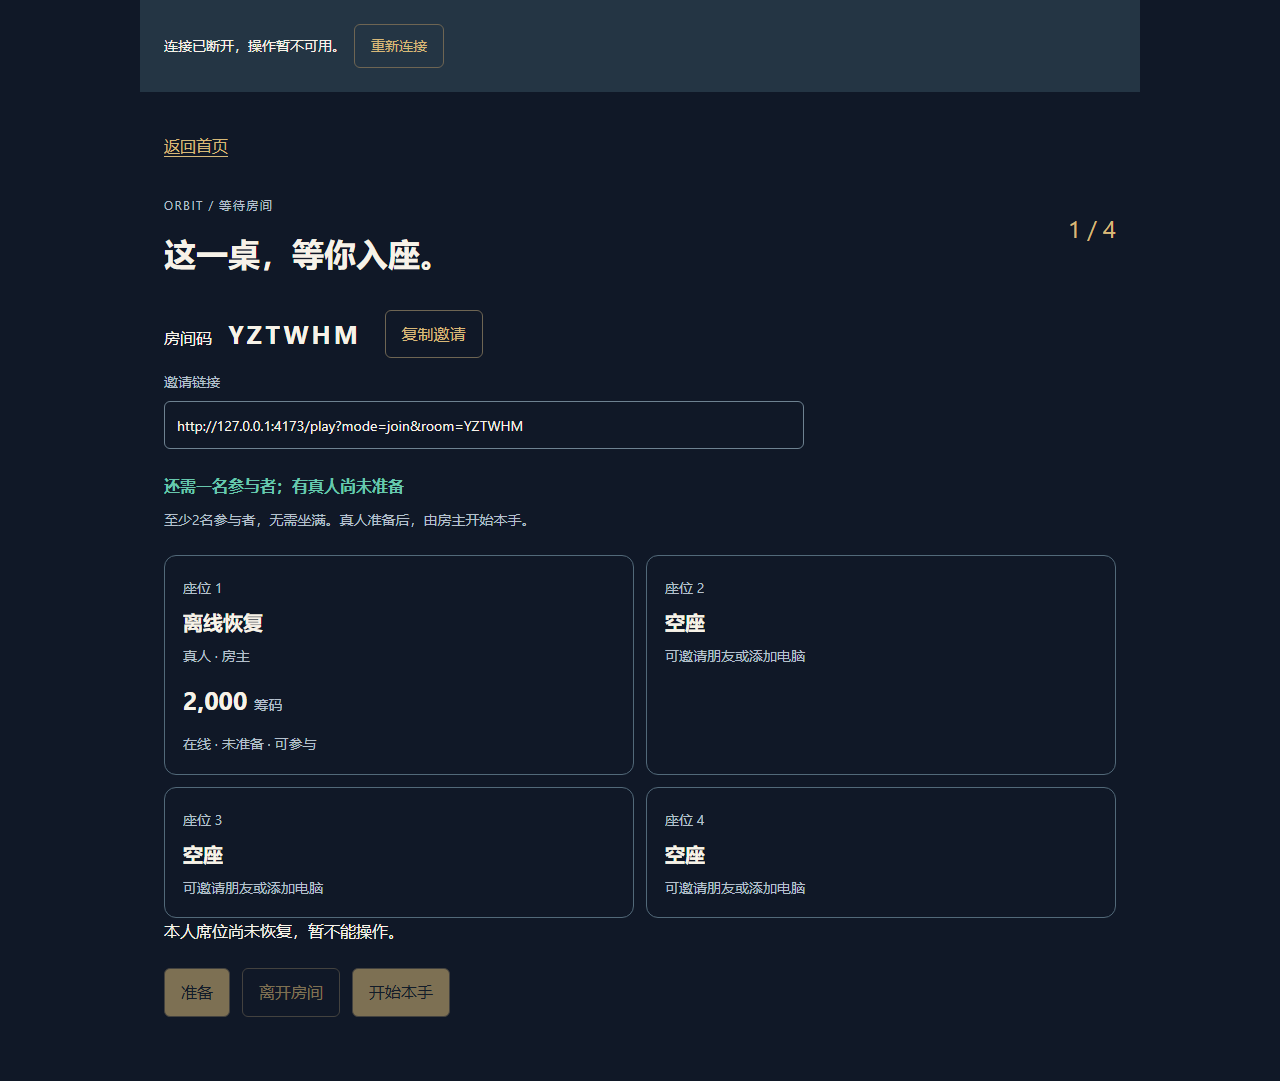 连接已断开，操作暂不可用。 重新连接
返回首页
ORBIT / 等待房间
这一桌，等你入座。
1 / 4
房间码 YZTWHM 复制邀请
邀请链接
http://127.0.0.1:4173/play?mode=join&room=YZTWHM
还需一名参与者；有真人尚未准备
至少2名参与者，无需坐满。真人准备后，由房主开始本手。
座位 1
离线恢复
真人 · 房主
2,000 筹码
在线 · 未准备 · 可参与
座位 2
空座
可邀请朋友或添加电脑
座位 3
空座
可邀请朋友或添加电脑
座位 4
空座
可邀请朋友或添加电脑
本人席位尚未恢复，暂不能操作。
准备 离开房间 开始本手